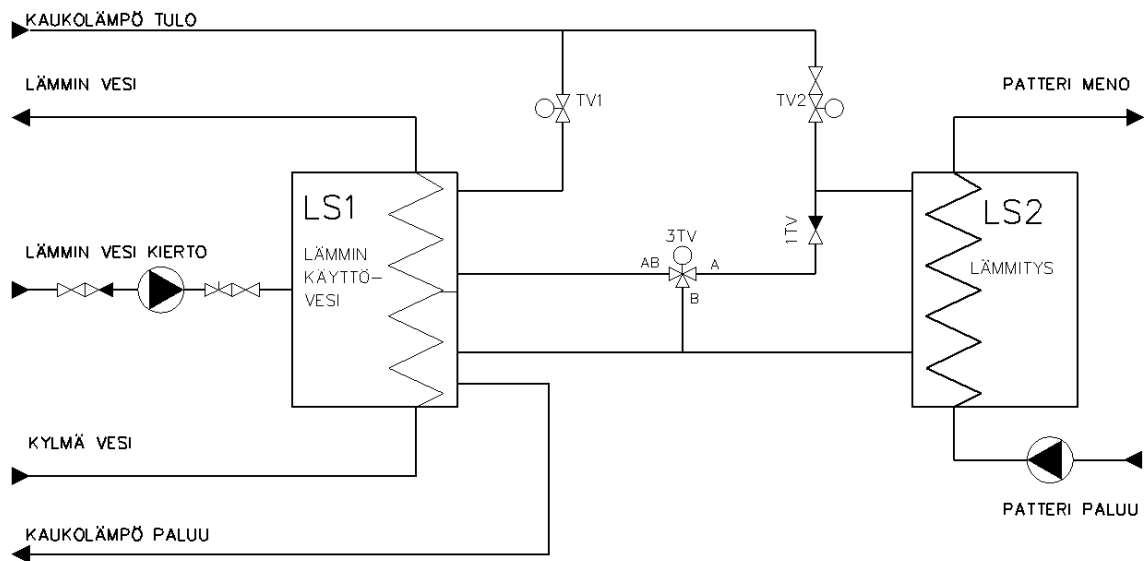 KAUKOLÄMPÖ TULO
LÄMMIN VESI
TV1
TV2
PATTERI MENO
LS1
LÄMMIN
KÄYTTÖ-
VESI
LS2
LÄMMITYS
1TV
3TV
AB
A
B
LÄMMIN VESI KIERTO
KYLMÄ VESI
PATTERI PALUU
KAUKOLÄMPÖ PALUU